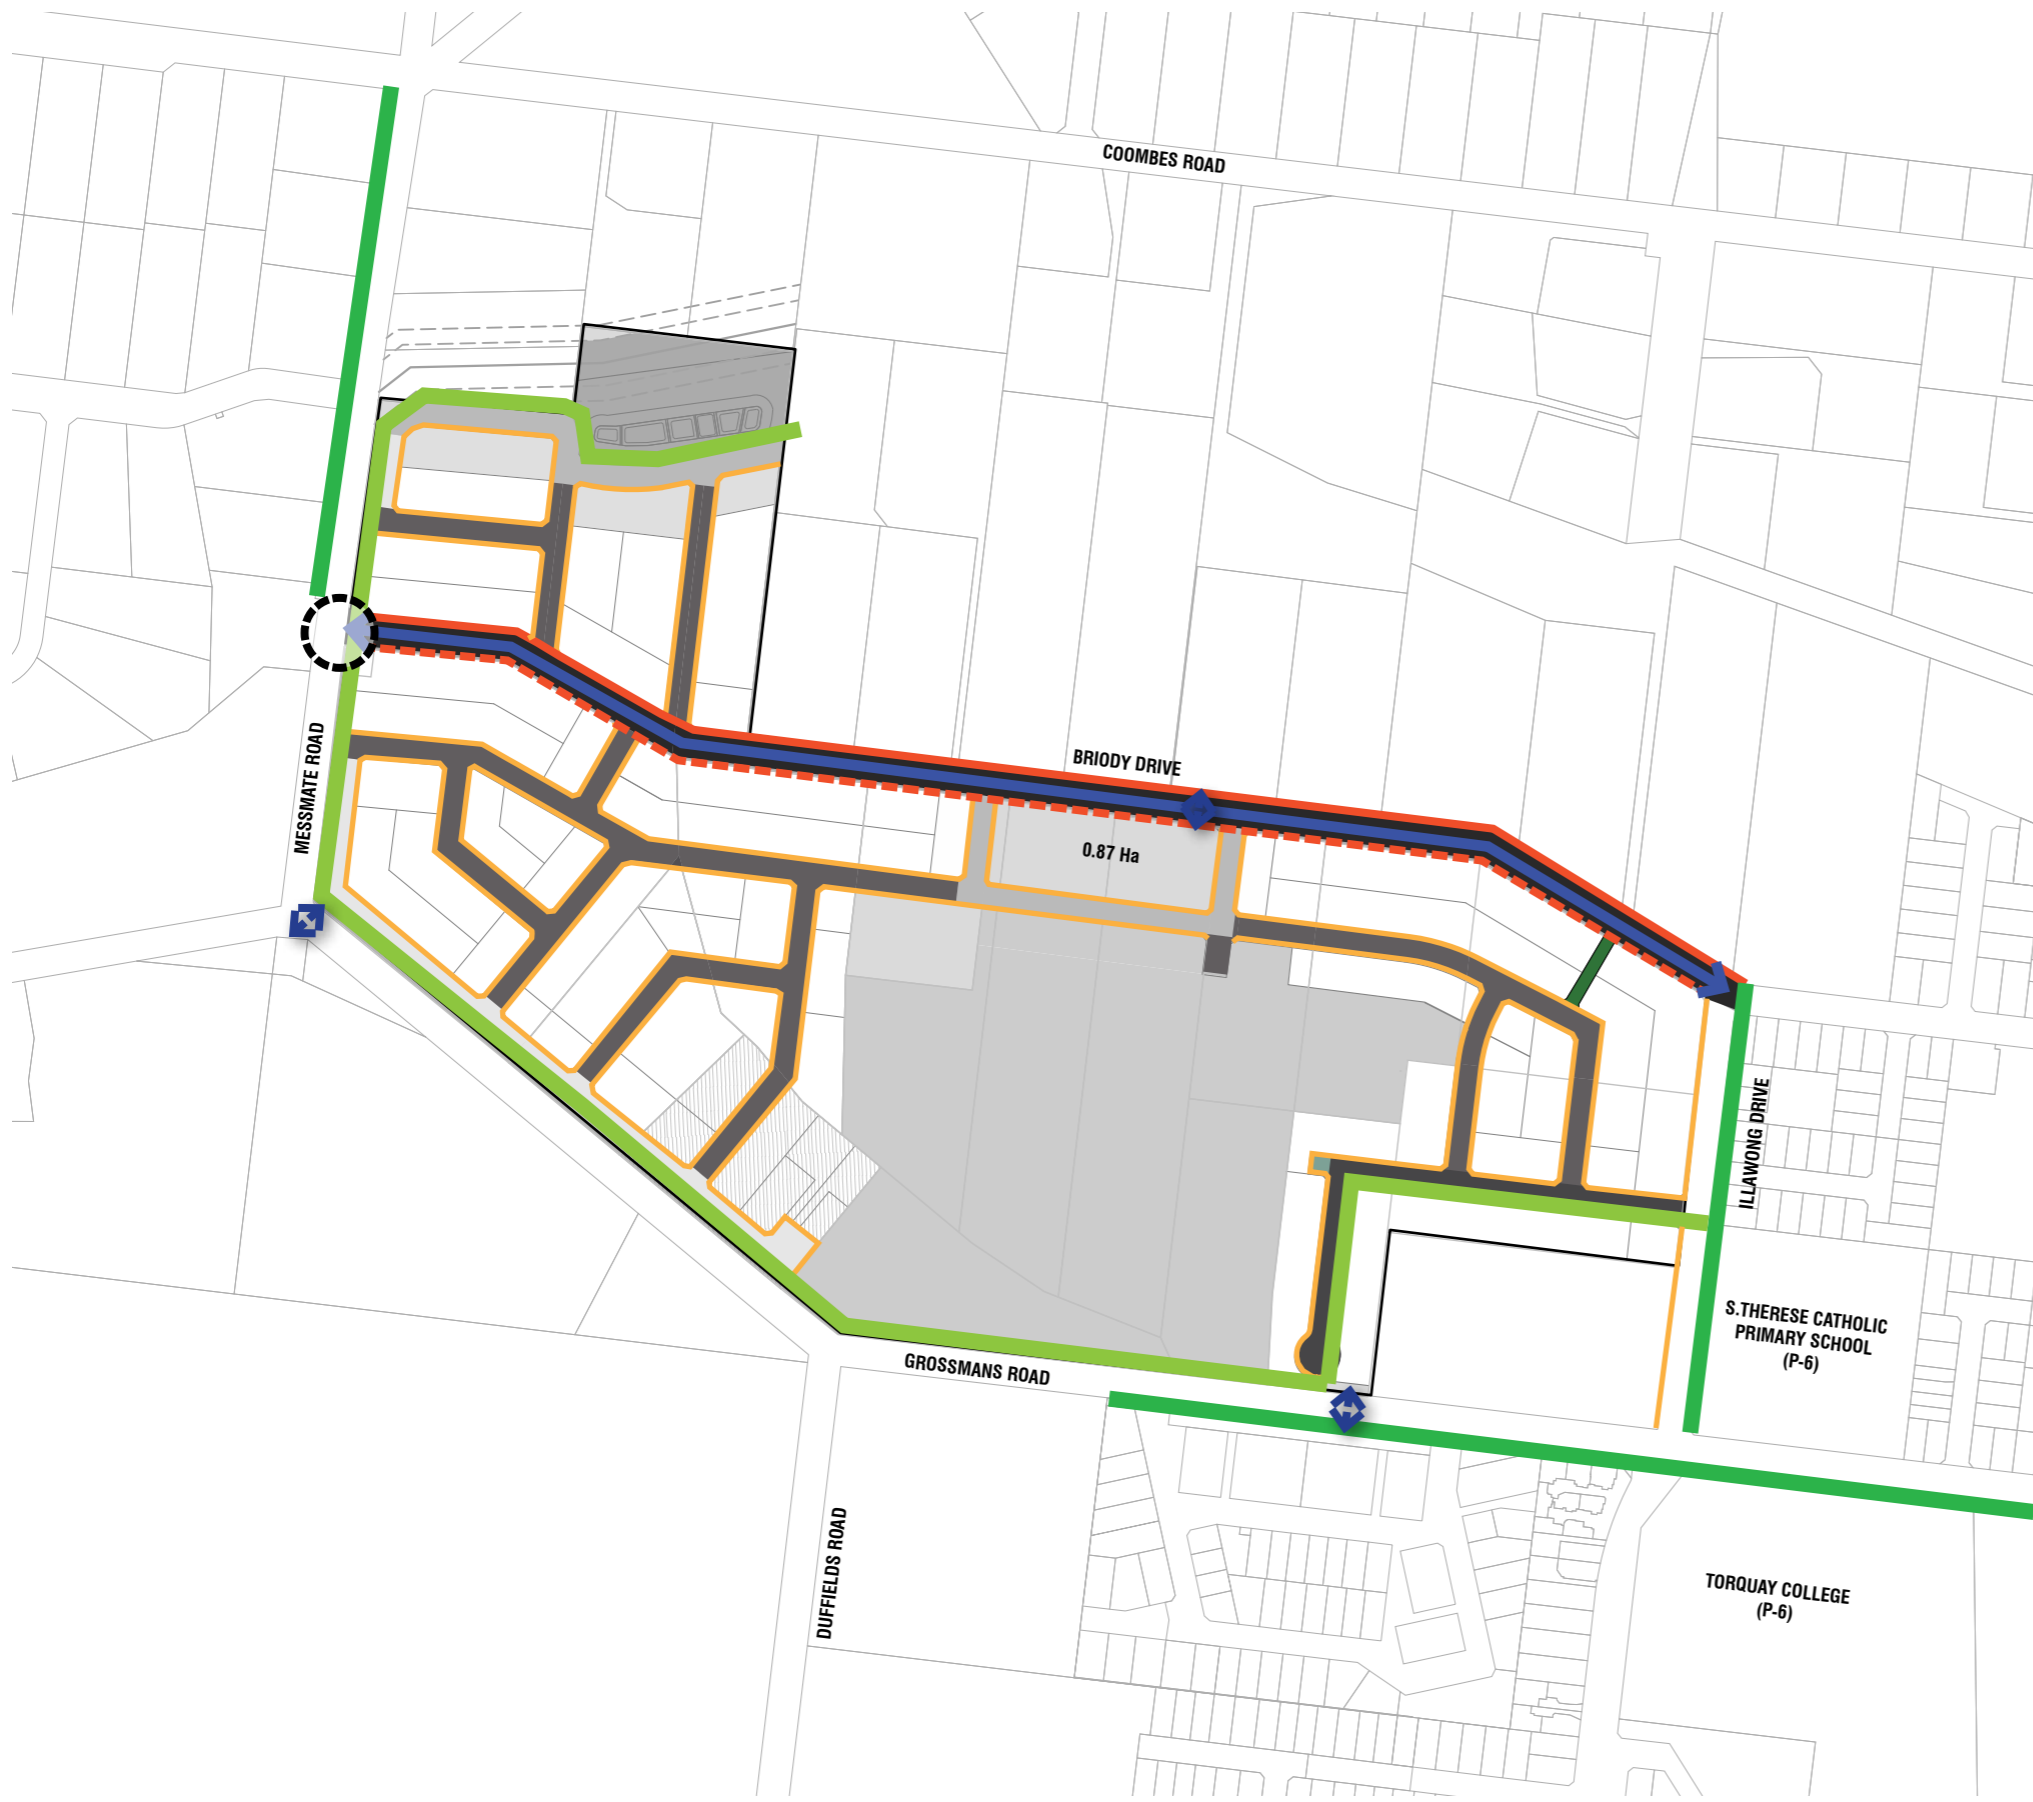 COOMBES ROAD
BRIODY DRIVE
MESSMATE ROAD
0.87 Ha
ILLAWONG DRIVE
S.THERESE CATHOLIC
PRIMARY SCHOOL
(P-6)
GROSSMANS ROAD
DUFFIELDS ROAD
TORQUAY COLLEGE
(P-6)